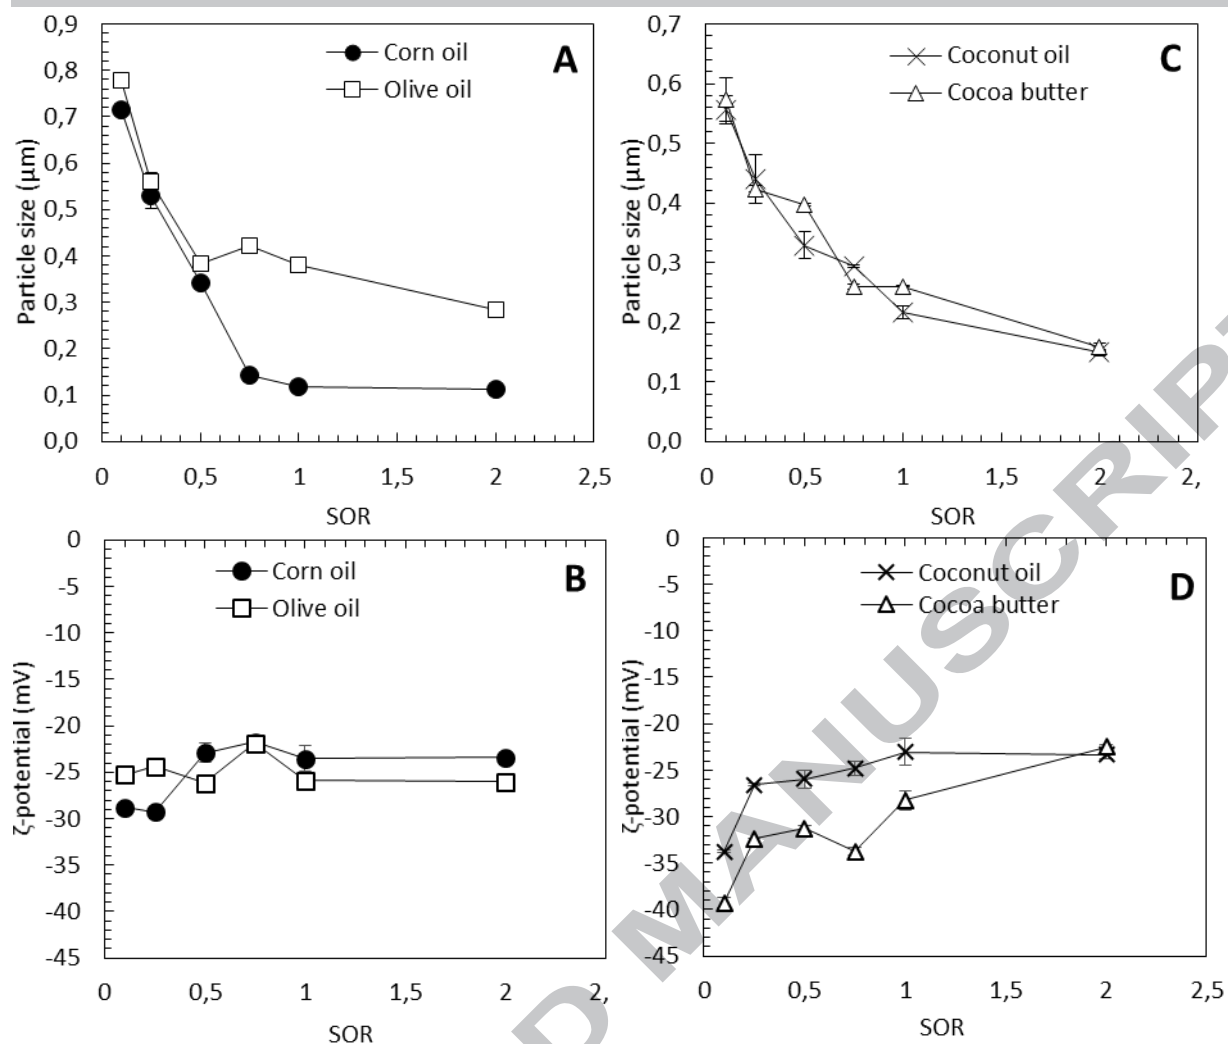 0,9
0,8
0,7
0,6
0,5
0,4
0,3
0,2
0,1
0,0
Particle size (µm)
Corn oil
Olive oil
A
0 0,5 1 1,5 2 2,5
SOR
0,7
0,6
0,5
0,4
0,3
0,2
0,1
0,0
Particle size (µm)
Coconut oil
Cocoa butter
C
0 0,5 1 1,5 2 2,
SOR
0
-5
-10
-15
-20
-25
-30
-35
-40
-45
ζ-potential (mV)
Corn oil
Olive oil
B
0 0,5 1 1,5 2 2,
SOR
0
-5
-10
-15
-20
-25
-30
-35
-40
-45
ζ-potential (mV)
Coconut oil
Cocoa butter
D
0 0,5 1 1,5 2 2,5
SOR
D MANUSCRIPT